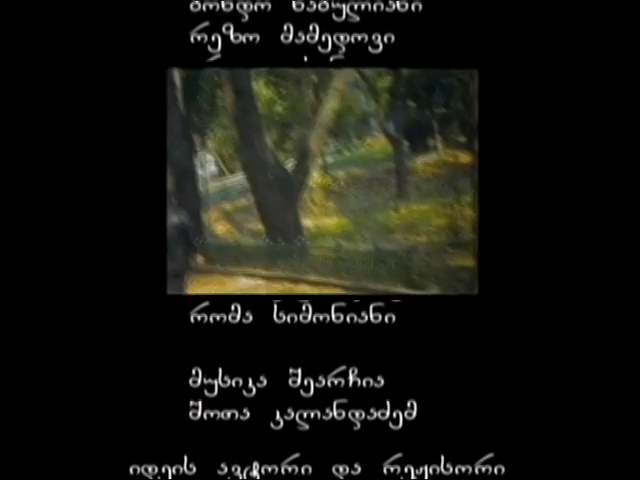 რეზო მამედოვი
რომა სიმონიანი
მუსიკა შეარჩია
შოთა კალანდაძემ
იდეის ავტორი და რეჟისორი